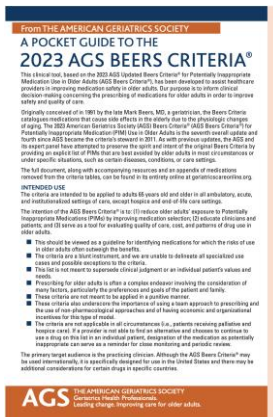 From THE AMERICAN GERIATRICS SOCIETY
A POCKET GUIDE TO THE
2023 AGS BEERS CRITERIA®
This clinical tool, based on the 2023 AGS Updated Beers Criteria® for Potentially Inappropriate
Medication Use in Older Adults (AGS Beers Criteria®), has been developed to assist healthcare
providers in improving medication safety in older adults. Our purpose is to inform clinical
decision-making concerning the prescribing of medications for older adults in order to improve
safety and quality of care.
Originally conceived of in 1991 by the late Mark Beers, MD, a geriatrician, the Beers Criteria
catalogues medications that cause side effects in the elderly due to the physiologic changes
of aging. The 2023 American Geriatrics Society (AGS) Beers Criteria® (AGS Beers Criteria®) for
Potentially Inappropriate Medication (PIM) Use in Older Adults is the seventh overall update and
fourth since AGS became the criteria's steward in 2011. As with previous updates, the AGS and
its expert panel have attempted to preserve the spirit and intent of the original Beers Criteria by
providing an explicit list of PIMs that are best avoided by older adults in most circumstances or
under specific situations, such as certain diseases, conditions, or care settings.
The full document, along with accompanying resources and an appendix of medications
removed from the criteria tables, can be found in its entirety online at geriatricscareonline.org.
INTENDED USE
The criteria are intended to be applied to adults 65 years old and older in all ambulatory, acute,
and institutionalized settings of care, except hospice and end-of-life care settings.
The intention of the AGS Beers Criteria® is to: (1) reduce older adults' exposure to Potentially
Inappropriate Medications (PIMs) by improving medication selection; (2) educate clinicians and
patients; and (3) serve as a tool for evaluating quality of care, cost, and patterns of drug use in
older adults.
■ This should be viewed as a guideline for identifying medications for which the risks of use
in older adults often outweigh the benefits.
■ The criteria are a blunt instrument, and we are unable to delineate all specialized use
cases and possible exceptions to the criteria.
■ This list is not meant to supersede clinical judgment or an individual patient's values and
needs.
■ Prescribing for older adults is often a complex endeavor involving the consideration of
many factors, particularly the preferences and goals of the patient and family.
■ These criteria are not meant to be applied in a punitive manner.
■ These criteria also underscore the importance of using a team approach to prescribing and
the use of non-pharmacological approaches and of having economic and organizational
incentives for this type of model.
■ The criteria are not applicable in all circumstances (i.e., patients receiving palliative and
hospice care). If a provider is not able to find an alternative and chooses to continue to
use a drug on this list in an individual patient, designation of the medication as potentially
inappropriate can serve as a reminder for close monitoring and periodic review.
The primary target audience is the practicing clinician. Although the AGS Beers Criteria® may
be used internationally, it is specifically designed for use in the United States and there may be
additional considerations for certain drugs in specific countries.
AGS
THE AMERICAN GERIATRICS SOCIETY
Geriatrics Health Professionals.
Leading change. Improving care for older adults.